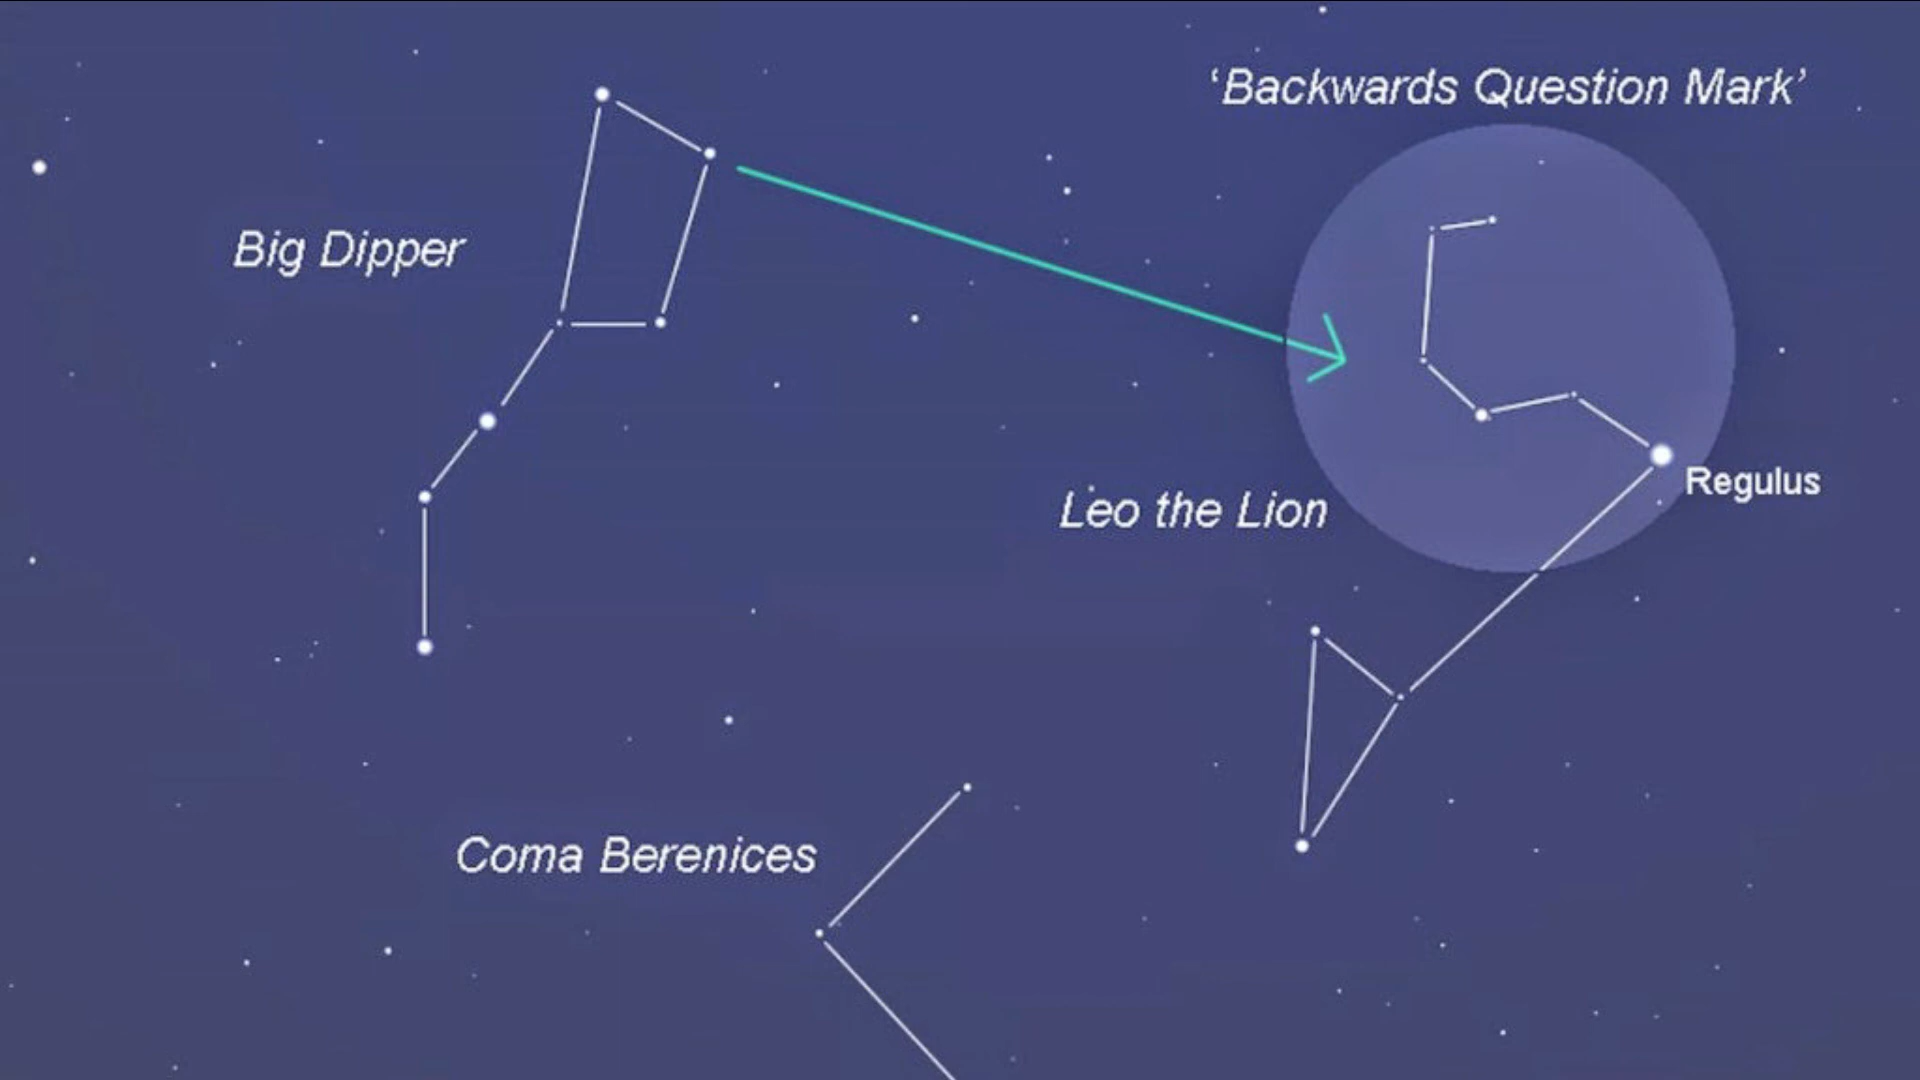 ‘Backwards Question Mark’
Big Dipper
Regulus
Leo the Lion
Coma Berenices